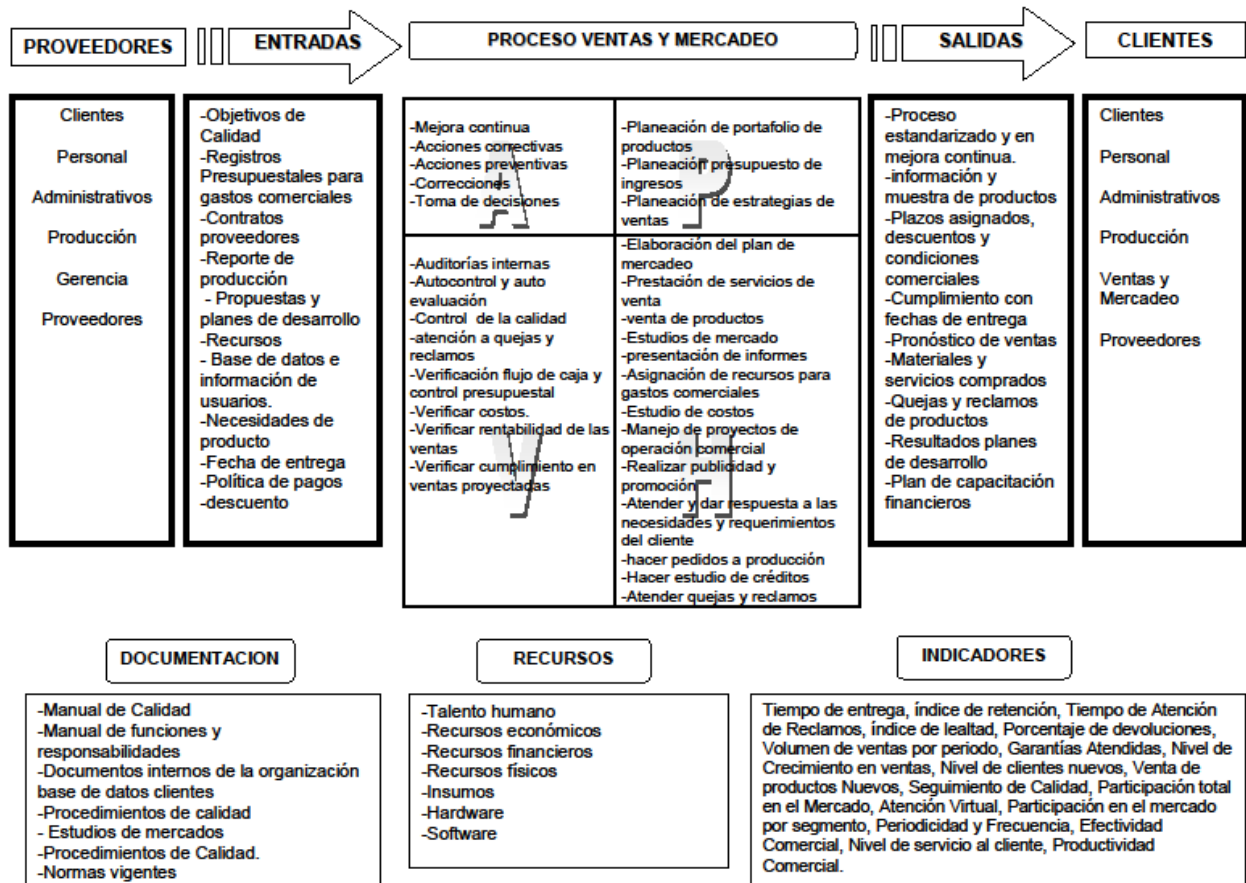 PROVEEDORES
ENTRADAS
PROCESO VENTAS Y MERCADEO
SALIDAS
CLIENTES
Clientes
Personal
Administrativos
Producción
Gerencia
Proveedores
-Objetivos de
Calidad
-Registros
Presupuestales para
gastos comerciales
-Contratos
proveedores
-Reporte de
producción
- Propuestas y
planes de desarrollo
-Recursos
- Base de datos e
información de
usuarios.
-Necesidades de
producto
-Fecha de entrega
-Política de pagos
-descuento
A
-Mejora continua
-Acciones correctivas
-Acciones preventivas
-Correcciones
-Toma de decisiones
P
-Planeación de portafolio de
productos
-Planeación presupuesto de
ingresos
-Planeación de estrategias de
ventas
V
-Auditorías internas
-Autocontrol y auto
evaluación
-Control de la calidad
-atención a quejas y
reclamos
-Verificación flujo de caja y
control presupuestal
-Verificar costos.
-Verificar rentabilidad de las
ventas
-Verificar cumplimiento en
ventas proyectadas
H
-Elaboración del plan de
mercadeo
-Prestación de servicios de
venta
-venta de productos
-Estudios de mercado
-presentación de informes
-Asignación de recursos para
gastos comerciales
-Estudio de costos
-Manejo de proyectos de
operación comercial
-Realizar publicidad y
promoción
-Atender y dar respuesta a las
necesidades y requerimientos
del cliente
-hacer pedidos a producción
-Hacer estudio de créditos
-Atender quejas y reclamos
-Proceso
estandarizado y en
mejora continua.
-información y
muestra de productos
-Plazos asignados,
descuentos y
condiciones
comerciales
-Cumplimiento con
fechas de entrega
-Pronóstico de ventas
-Materiales y
servicios comprados
-Quejas y reclamos
de productos
-Resultados planes
de desarrollo
-Plan de capacitación
financieros
Clientes
Personal
Administrativos
Producción
Ventas y
Mercadeo
Proveedores
DOCUMENTACION
-Manual de Calidad
-Manual de funciones y
responsabilidades
-Documentos internos de la organización
base de datos clientes
-Procedimientos de calidad
- Estudios de mercados
-Procedimientos de Calidad.
-Normas vigentes
RECURSOS
-Talento humano
-Recursos económicos
-Recursos financieros
-Recursos físicos
-Insumos
-Hardware
-Software
INDICADORES
Tiempo de entrega, índice de retención, Tiempo de Atención
de Reclamos, índice de lealtad, Porcentaje de devoluciones,
Volumen de ventas por periodo, Garantías Atendidas, Nivel de
Crecimiento en ventas, Nivel de clientes nuevos, Venta de
productos Nuevos, Seguimiento de Calidad, Participación total
en el Mercado, Atención Virtual, Participación en el mercado
por segmento, Periodicidad y Frecuencia, Efectividad
Comercial, Nivel de servicio al cliente, Productividad
Comercial.